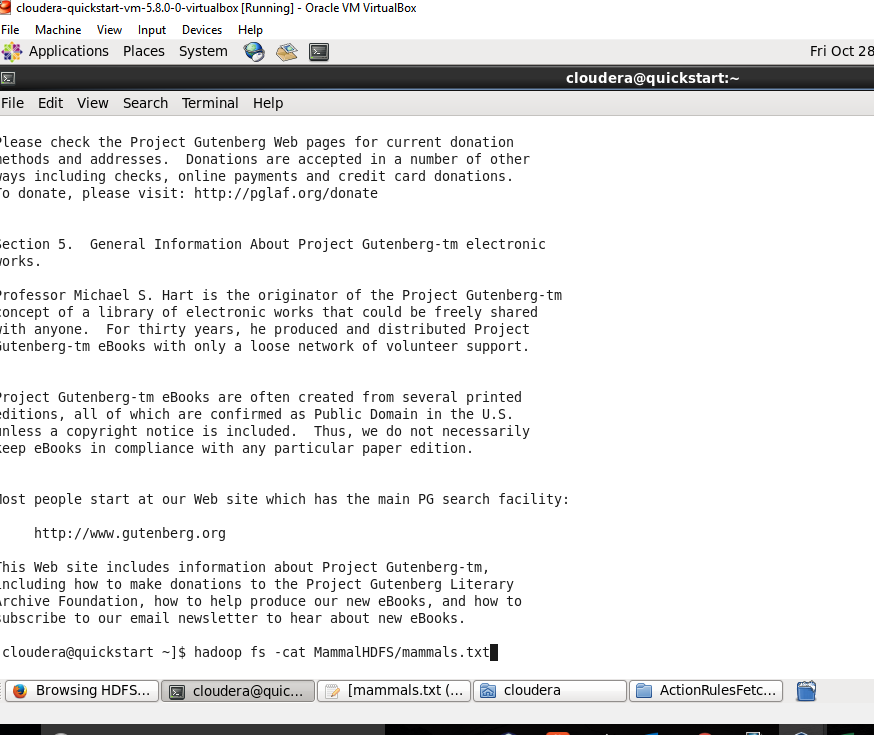 cloudera-quickstart-vm-5.8.0-0-virtualbox [Running] - Oracle VM VirtualBox
File Machine View Input Devices Help
Applications Places System Fri Oct 28
cloudera@quickstart:~
File Edit View Search Terminal Help
Please check the Project Gutenberg Web pages for current donation
methods and addresses.  Donations are accepted in a number of other
ways including checks, online payments and credit card donations.
To donate, please visit: http://pglaf.org/donate
Section 5.  General Information About Project Gutenberg-tm electronic
works.
Professor Michael S. Hart is the originator of the Project Gutenberg-tm
concept of a library of electronic works that could be freely shared
with anyone.  For thirty years, he produced and distributed Project
Gutenberg-tm eBooks with only a loose network of volunteer support.
Project Gutenberg-tm eBooks are often created from several printed
editions, all of which are confirmed as Public Domain in the U.S.
unless a copyright notice is included.  Thus, we do not necessarily
keep eBooks in compliance with any particular paper edition.
Most people start at our Web site which has the main PG search facility:
http://www.gutenberg.org
This Web site includes information about Project Gutenberg-tm,
including how to make donations to the Project Gutenberg Literary
Archive Foundation, how to help produce our new eBooks, and how to
subscribe to our email newsletter to hear about new eBooks.
cloudera@quickstart ~]$ hadoop fs -cat MammalHDFS/mammals.txt
Browsing HDFS... cloudera@quic... [mammals.txt (... cloudera ActionRulesFetc...